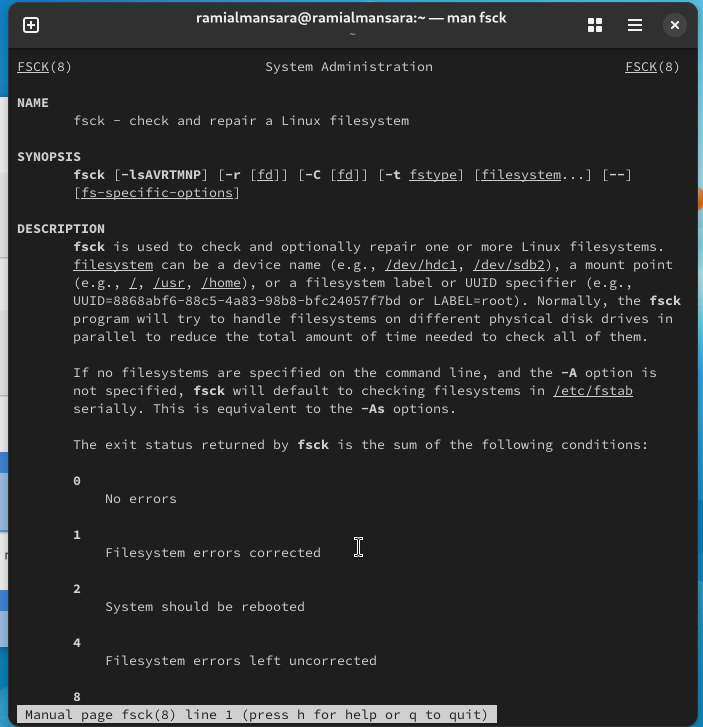 ramialmansara@ramialmansara:~ — man fsck
~
FSCK(8) System Administration FSCK(8)
NAME
fsck - check and repair a Linux filesystem
SYNOPSIS
fsck [-lsAVRTMNP] [-r [fd]] [-C [fd]] [-t fstype] [filesystem...] [--]
[fs-specific-options]
DESCRIPTION
fsck is used to check and optionally repair one or more Linux filesystems.
filesystem can be a device name (e.g., /dev/hdc1, /dev/sdb2), a mount point
(e.g., /, /usr, /home), or a filesystem label or UUID specifier (e.g.,
UUID=8868abf6-88c5-4a83-98b8-bfc24057f7bd or LABEL=root). Normally, the fsck
program will try to handle filesystems on different physical disk drives in
parallel to reduce the total amount of time needed to check all of them.
If no filesystems are specified on the command line, and the -A option is
not specified, fsck will default to checking filesystems in /etc/fstab
serially. This is equivalent to the -As options.
The exit status returned by fsck is the sum of the following conditions:
0
No errors
1
Filesystem errors corrected
2
System should be rebooted
4
Filesystem errors left uncorrected
8
Manual page fsck(8) line 1 (press h for help or q to quit)